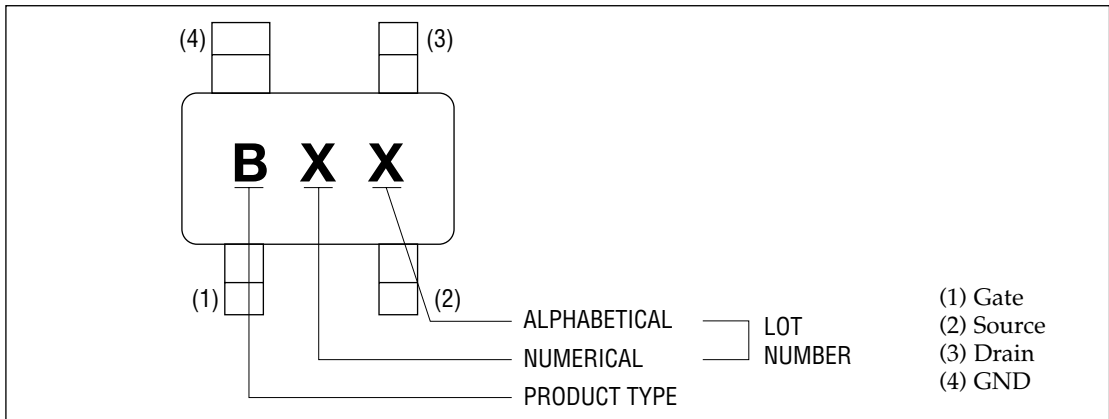 (4) (3)
B X X
(1) (2)
ALPHABETICAL
NUMERICAL
PRODUCT TYPE
LOT
NUMBER
(1) Gate
(2) Source
(3) Drain
(4) GND